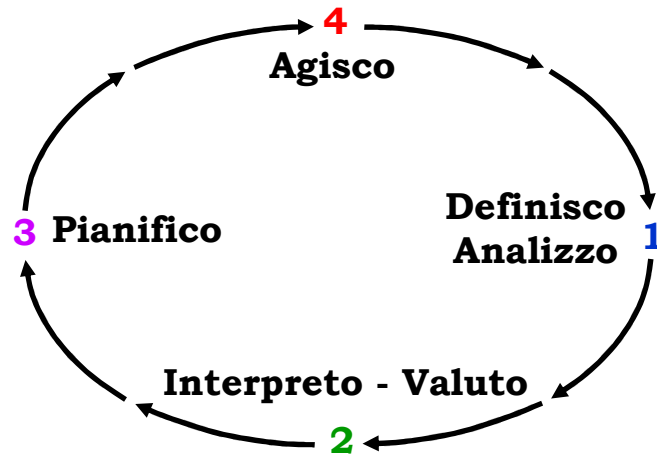 4
Agisco
Definisco
Analizzo 1
3 Pianifico
Interpreto - Valuto
2